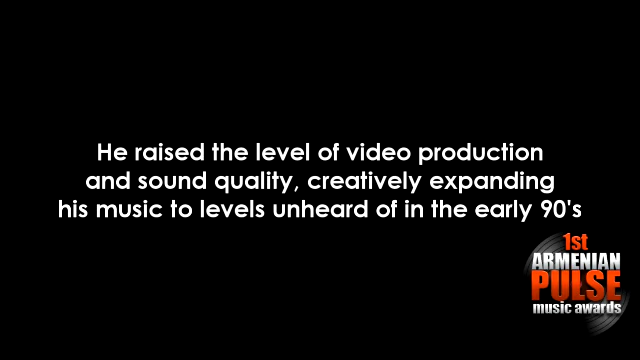 He raised the level of video production
and sound quality, creatively expanding
his music to levels unheard of in the early 90's
1st
ARMENIAN
PULSE
music awards